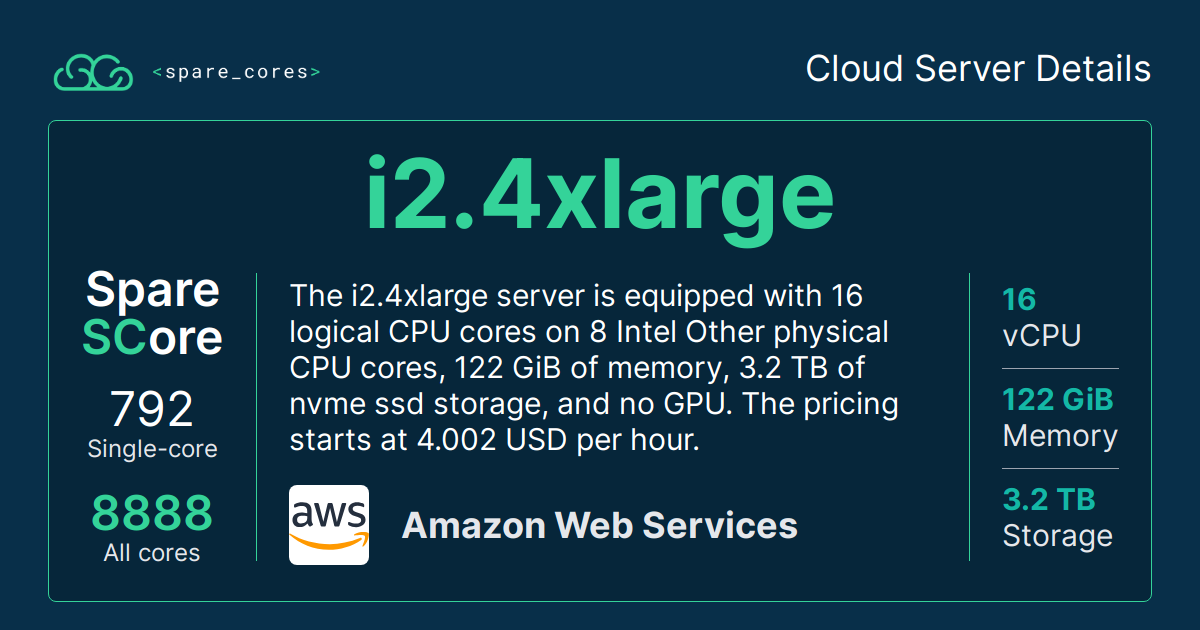 <spare_cores>
Cloud Server Details
i2.4xlarge
Spare
SCore
792
Single-core
8888
All cores
The i2.4xlarge server is equipped with 16
logical CPU cores on 8 Intel Other physical
CPU cores, 122 GiB of memory, 3.2 TB of
nvme ssd storage, and no GPU. The pricing
starts at 4.002 USD per hour.
aws
Amazon Web Services
16
vCPU
122 GiB
Memory
3.2 TB
Storage